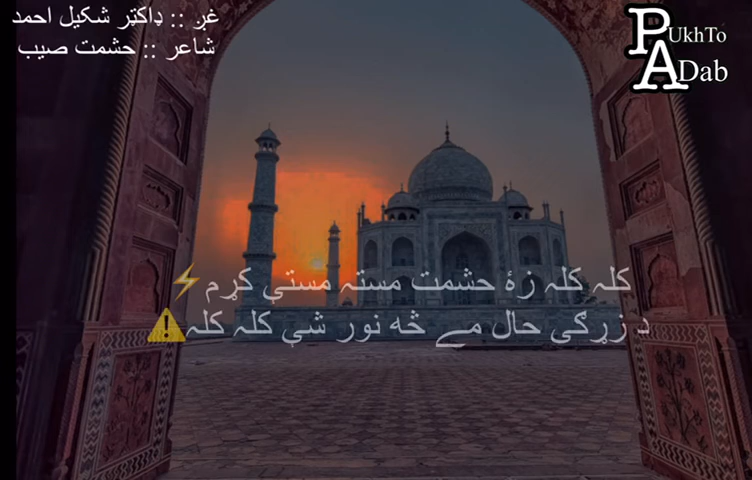 غږ :: ډاکټر شکیل احمد
شاعر :: حشمت صیب
PUkhTo
ADab
کله کله زۀ حشمت مسته مستي کړم⚡
د زړګي حال مے څه نور شي کله کله⚠️